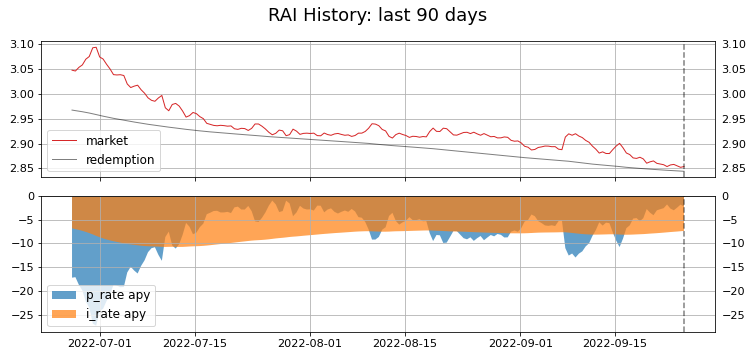 RAI History: last 90 days
3.10 3.10
3.05 3.05
3.00 3.00
2.95 2.95
2.90 2.90
2.85 2.85
market
redemption
0 0
−5 −5
−10 −10
−15 −15
−20 −20
−25 −25
p_rate apy
i_rate apy
2022-07-01 2022-07-15 2022-08-01 2022-08-15 2022-09-01 2022-09-15